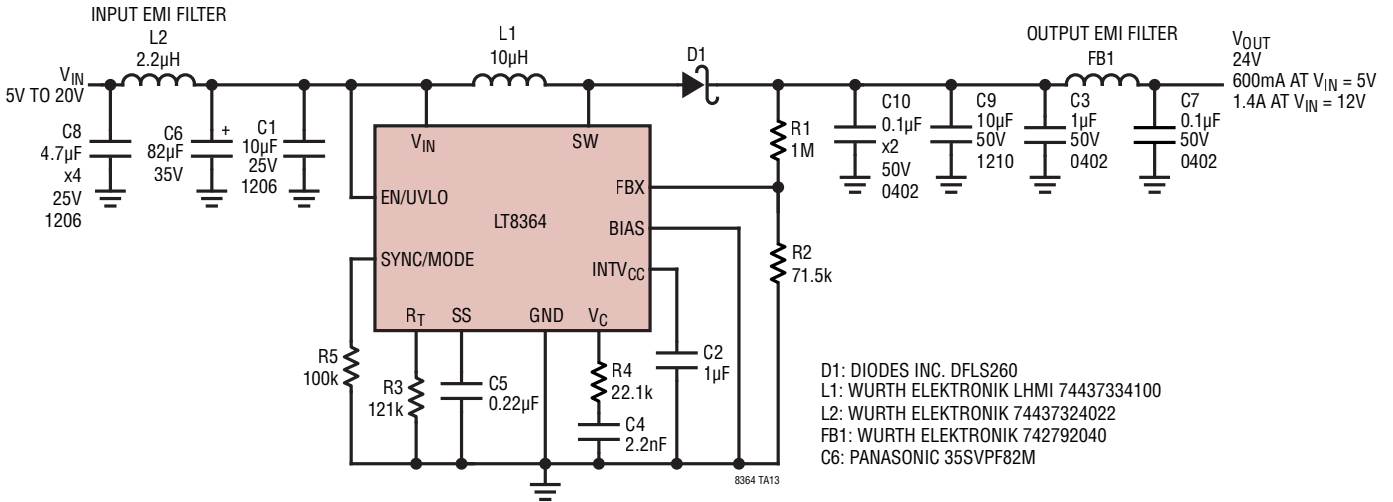 INPUT EMI FILTER
L2
2.2µH
V_IN
5V TO 20V
C8
4.7µF
x4
25V
1206
C6
82µF
35V
+
C1
10µF
25V
1206
L1
10µH
D1
OUTPUT EMI FILTER
FB1
V_OUT
24V
600mA AT V_IN = 5V
1.4A AT V_IN = 12V
R1
1M
C10
0.1µF
x2
50V
0402
C9
10µF
50V
1210
C3
1µF
50V
0402
C7
0.1µF
50V
0402
V_IN
SW
EN/UVLO
FBX
LT8364
BIAS
SYNC/MODE
INTV_CC
R_T
SS
GND
V_C
R2
71.5k
R5
100k
R3
121k
C5
0.22µF
R4
22.1k
C4
2.2nF
C2
1µF
8364 TA13
D1: DIODES INC. DFLS260
L1: WURTH ELEKTRONIK LHMI 74437334100
L2: WURTH ELEKTRONIK 74437324022
FB1: WURTH ELEKTRONIK 742792040
C6: PANASONIC 35SVPF82M